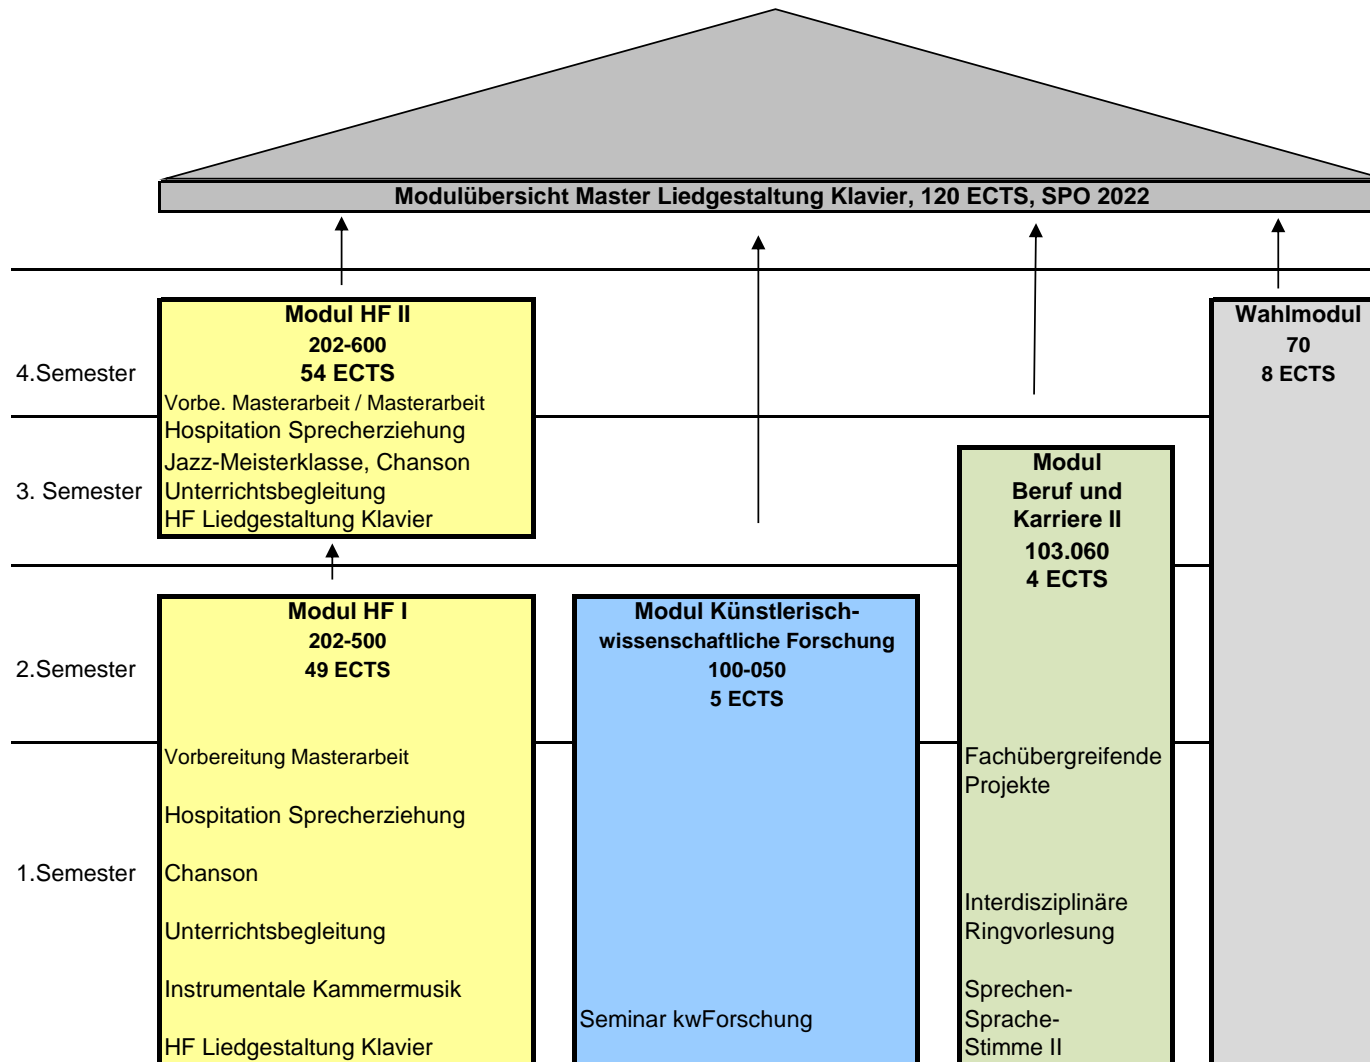 Modulübersicht Master Liedgestaltung Klavier, 120 ECTS, SPO 2022
4.Semester
3. Semester
2.Semester
1.Semester
Modul HF II
202-600
54 ECTS
Vorbe. Masterarbeit / Masterarbeit
Hospitation Sprecherziehung
Jazz-Meisterklasse, Chanson
Unterrichtsbegleitung
HF Liedgestaltung Klavier
Modul HF I
202-500
49 ECTS
Vorbereitung Masterarbeit
Hospitation Sprecherziehung
Chanson
Unterrichtsbegleitung
Instrumentale Kammermusik
HF Liedgestaltung Klavier
Modul Künstlerisch-
wissenschaftliche Forschung
100-050
5 ECTS
Seminar kwForschung
Modul
Beruf und
Karriere II
103.060
4 ECTS
Fachübergreifende
Projekte
Interdisziplinäre
Ringvorlesung
Sprechen-
Sprache-
Stimme II
Wahlmodul
70
8 ECTS